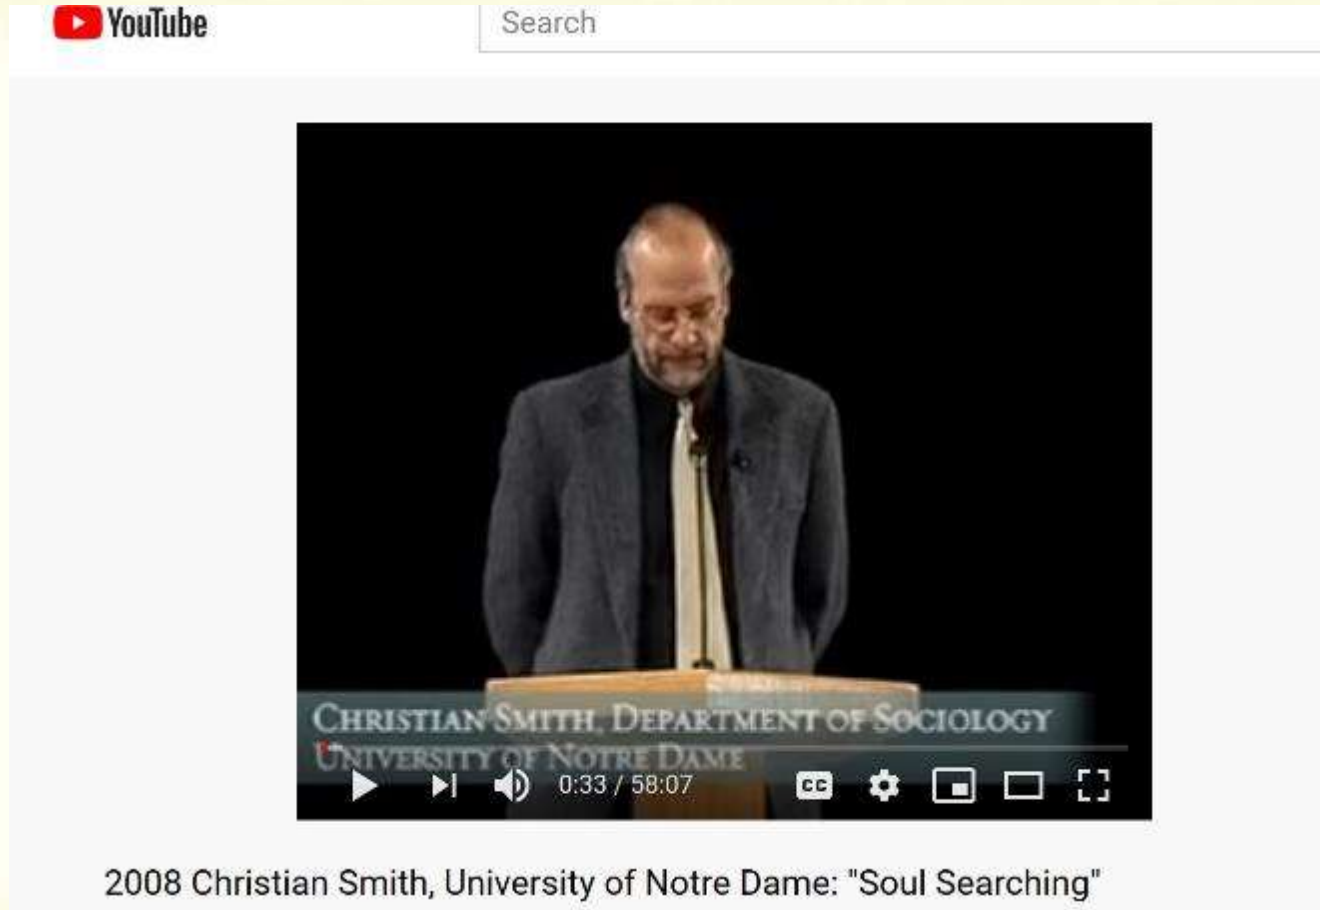 YouTube
Search
CHRISTIAN SMITH, DEPARTMENT OF SOCIOLOGY
UNIVERSITY OF NOTRE DAME
0:33 / 58:07
CC
2008 Christian Smith, University of Notre Dame: "Soul Searching"